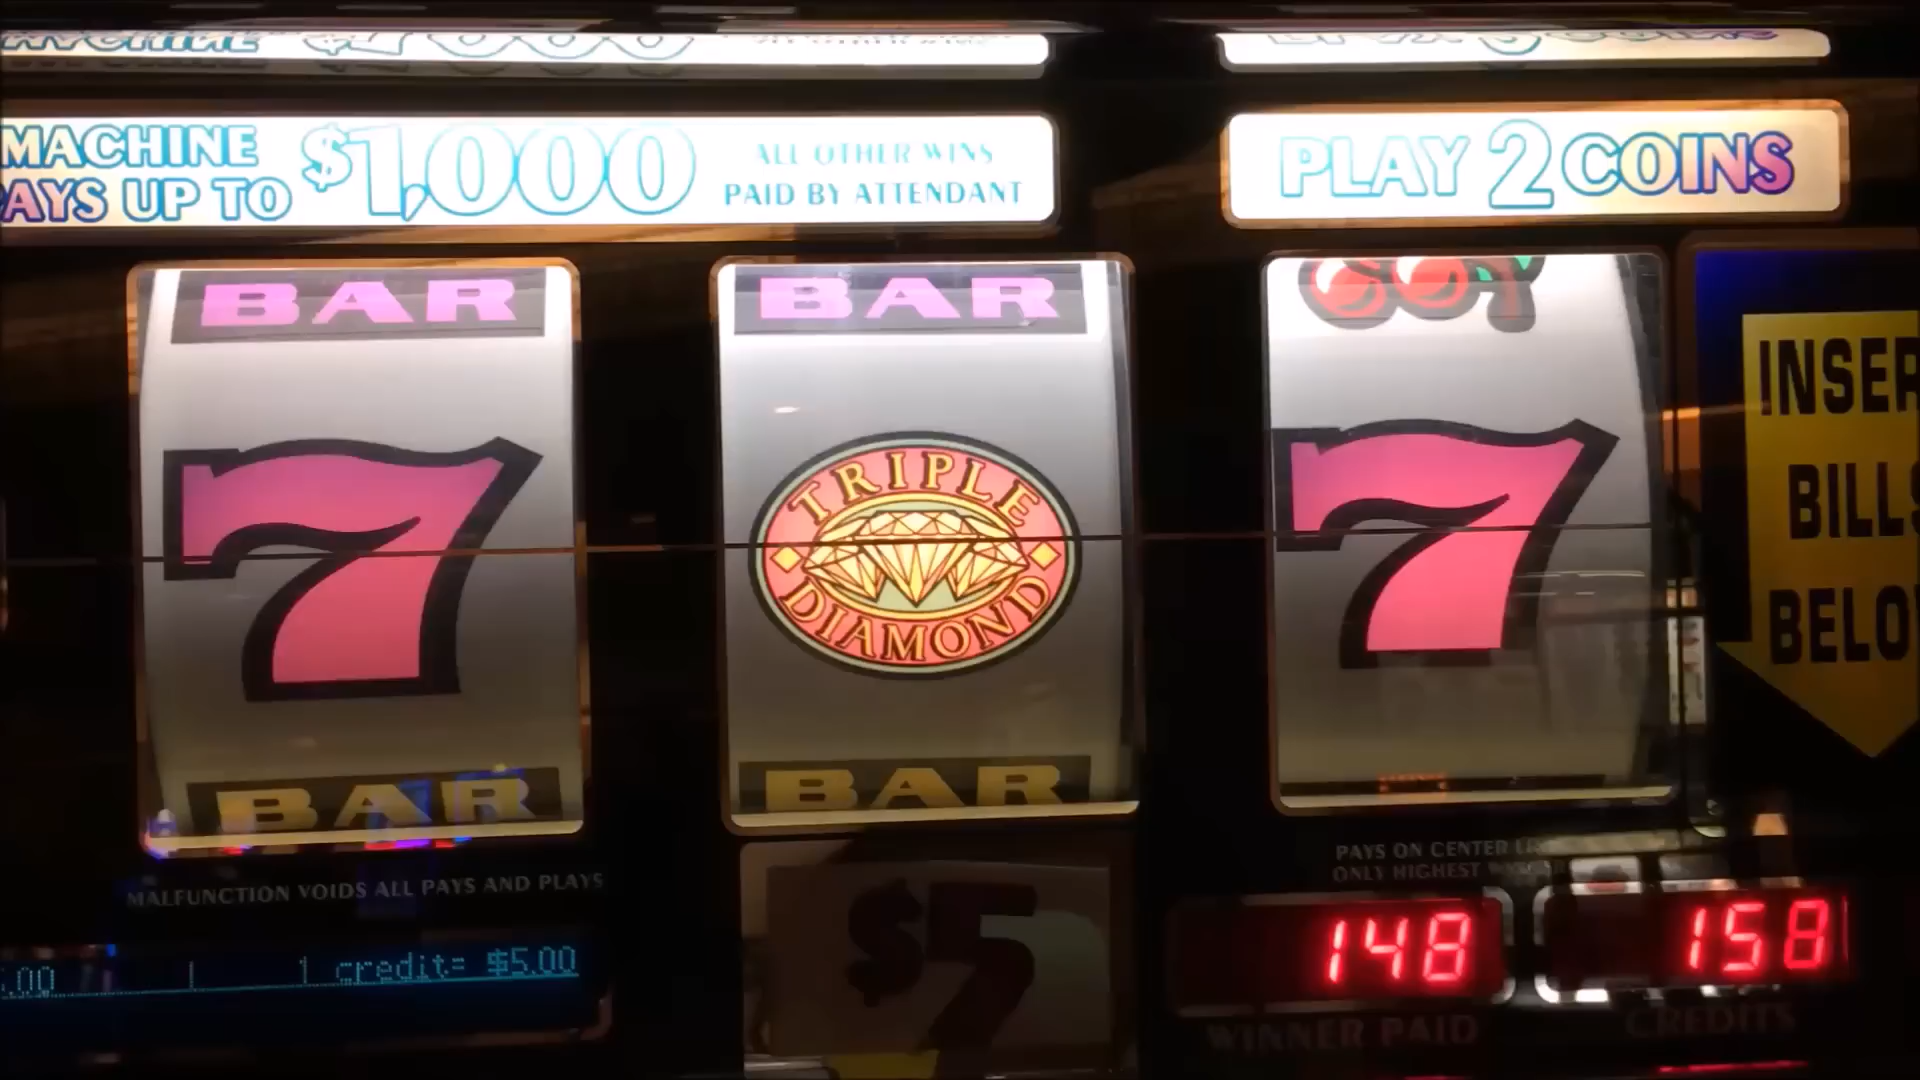 MACHINE
AYS UP TO
$1,000
ALL OTHER WINS
PAID BY ATTENDANT
PLAY 2 COINS
BAR
BAR
7
TRIPLE
DIAMOND
7
INSER
BILLS
BELO
BAR
BAR
PAYS ON CENTER
ONLY HIGHEST
MALFUNCTION VOIDS ALL PAYS AND PLAYS
.00 1 credit= $5.00
$5
148
158
WINNER PAID
CREDITS